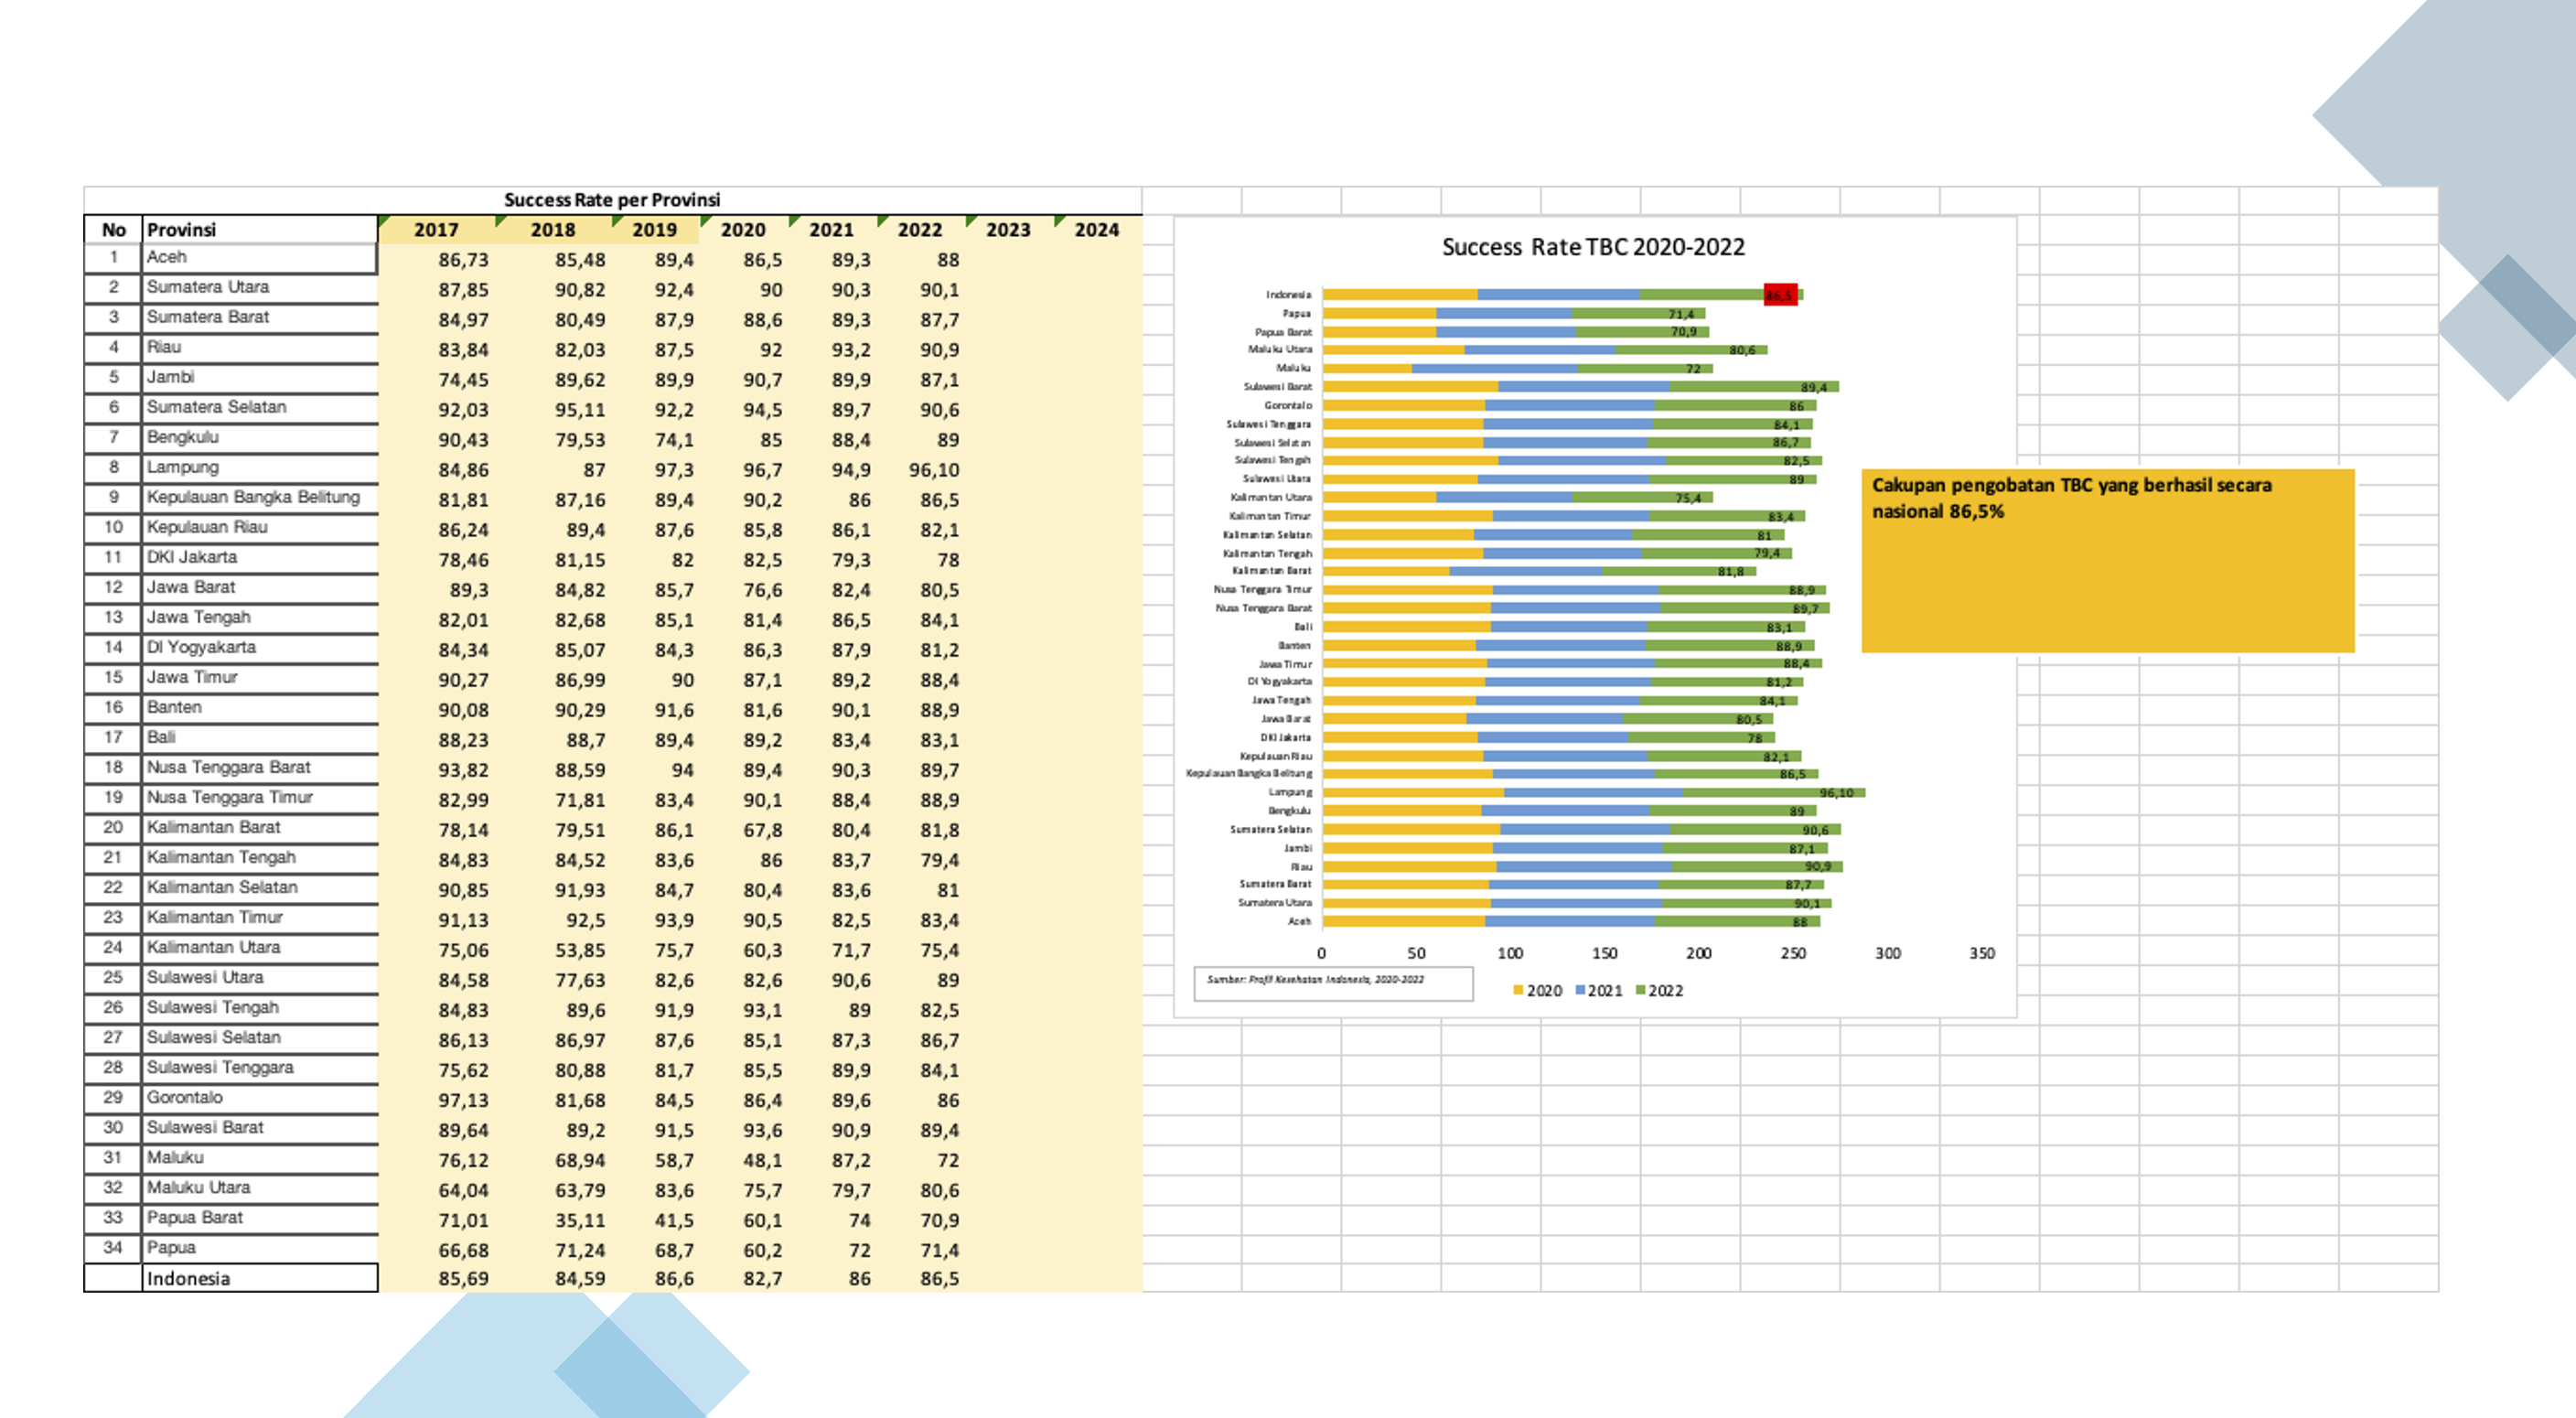 Success Rate per Provinsi
No Provinsi 2017 2018 2019 2020 2021 2022 2023 2024
1 Aceh 86,73 85,48 89,4 86,5 89,3 88
2 Sumatera Utara 87,85 90,82 92,4 90 90,3 90,1
3 Sumatera Barat 84,97 80,49 87,9 88,6 89,3 87,7
4 Riau 83,84 82,03 87,5 92 93,2 90,9
5 Jambi 74,45 89,62 89,9 90,7 89,9 87,1
6 Sumatera Selatan 92,03 95,11 92,2 94,5 89,7 90,6
7 Bengkulu 90,43 79,53 74,1 85 88,4 89
8 Lampung 84,86 87 97,3 96,7 94,9 96,10
9 Kepulauan Bangka Belitung 81,81 87,16 89,4 90,2 86 86,5
10 Kepulauan Riau 86,24 89,4 87,6 85,8 86,1 82,1
11 DKI Jakarta 78,46 81,15 82 82,5 79,3 78
12 Jawa Barat 89,3 84,82 85,7 76,6 82,4 80,5
13 Jawa Tengah 82,01 82,68 85,1 81,4 86,5 84,1
14 DI Yogyakarta 84,34 85,07 84,3 86,3 87,9 81,2
15 Jawa Timur 90,27 86,99 90 87,1 89,2 88,4
16 Banten 90,08 90,29 91,6 81,6 90,1 88,9
17 Bali 88,23 88,7 89,4 89,2 83,4 83,1
18 Nusa Tenggara Barat 93,82 88,59 94 89,4 90,3 89,7
19 Nusa Tenggara Timur 82,99 71,81 83,4 90,1 88,4 88,9
20 Kalimantan Barat 78,14 79,51 86,1 67,8 80,4 81,8
21 Kalimantan Tengah 84,83 84,52 83,6 86 83,7 79,4
22 Kalimantan Selatan 90,85 91,93 84,7 80,4 83,6 81
23 Kalimantan Timur 91,13 92,5 93,9 90,5 82,5 83,4
24 Kalimantan Utara 75,06 53,85 75,7 60,3 71,7 75,4
25 Sulawesi Utara 84,58 77,63 82,6 82,6 90,6 89
26 Sulawesi Tengah 84,83 89,6 91,9 93,1 89 82,5
27 Sulawesi Selatan 86,13 86,97 87,6 85,1 87,3 86,7
28 Sulawesi Tenggara 75,62 80,88 81,7 85,5 89,9 84,1
29 Gorontalo 97,13 81,68 84,5 86,4 89,6 86
30 Sulawesi Barat 89,64 89,2 91,5 93,6 90,9 89,4
31 Maluku 76,12 68,94 58,7 48,1 87,2 72
32 Maluku Utara 64,04 63,79 83,6 75,7 79,7 80,6
33 Papua Barat 71,01 35,11 41,5 60,1 74 70,9
34 Papua 66,68 71,24 68,7 60,2 72 71,4
Indonesia 85,69 84,59 86,6 82,7 86 86,5
Success Rate TBC 2020-2022
Indonesia 86,5
Papua 71,4
Papua Barat 70,9
Maluku Utara 80,6
Maluku 72
Sulawesi Barat 89,4
Gorontalo 86
Sulawesi Tenggara 84,1
Sulawesi Selatan 86,7
Sulawesi Tengah 82,5
Sulawesi Utara 89
Kalimantan Utara 75,4
Kalimantan Timur 83,4
Kalimantan Selatan 81
Kalimantan Tengah 79,4
Kalimantan Barat 81,8
Nusa Tenggara Timur 88,9
Nusa Tenggara Barat 89,7
Bali 83,1
Banten 88,9
Jawa Timur 88,4
DI Yogyakarta 81,2
Jawa Tengah 84,1
Jawa Barat 80,5
DKI Jakarta 78
Kepulauan Riau 82,1
Kepulauan Bangka Belitung 86,5
Lampung 96,10
Bengkulu 89
Sumatera Selatan 90,6
Jambi 87,1
Riau 90,9
Sumatera Barat 87,7
Sumatera Utara 90,1
Aceh 88
0 50 100 150 200 250 300 350
Sumber: Profil Kesehatan Indonesia, 2020-2022
2020 2021 2022
Cakupan pengobatan TBC yang berhasil secara
nasional 86,5%